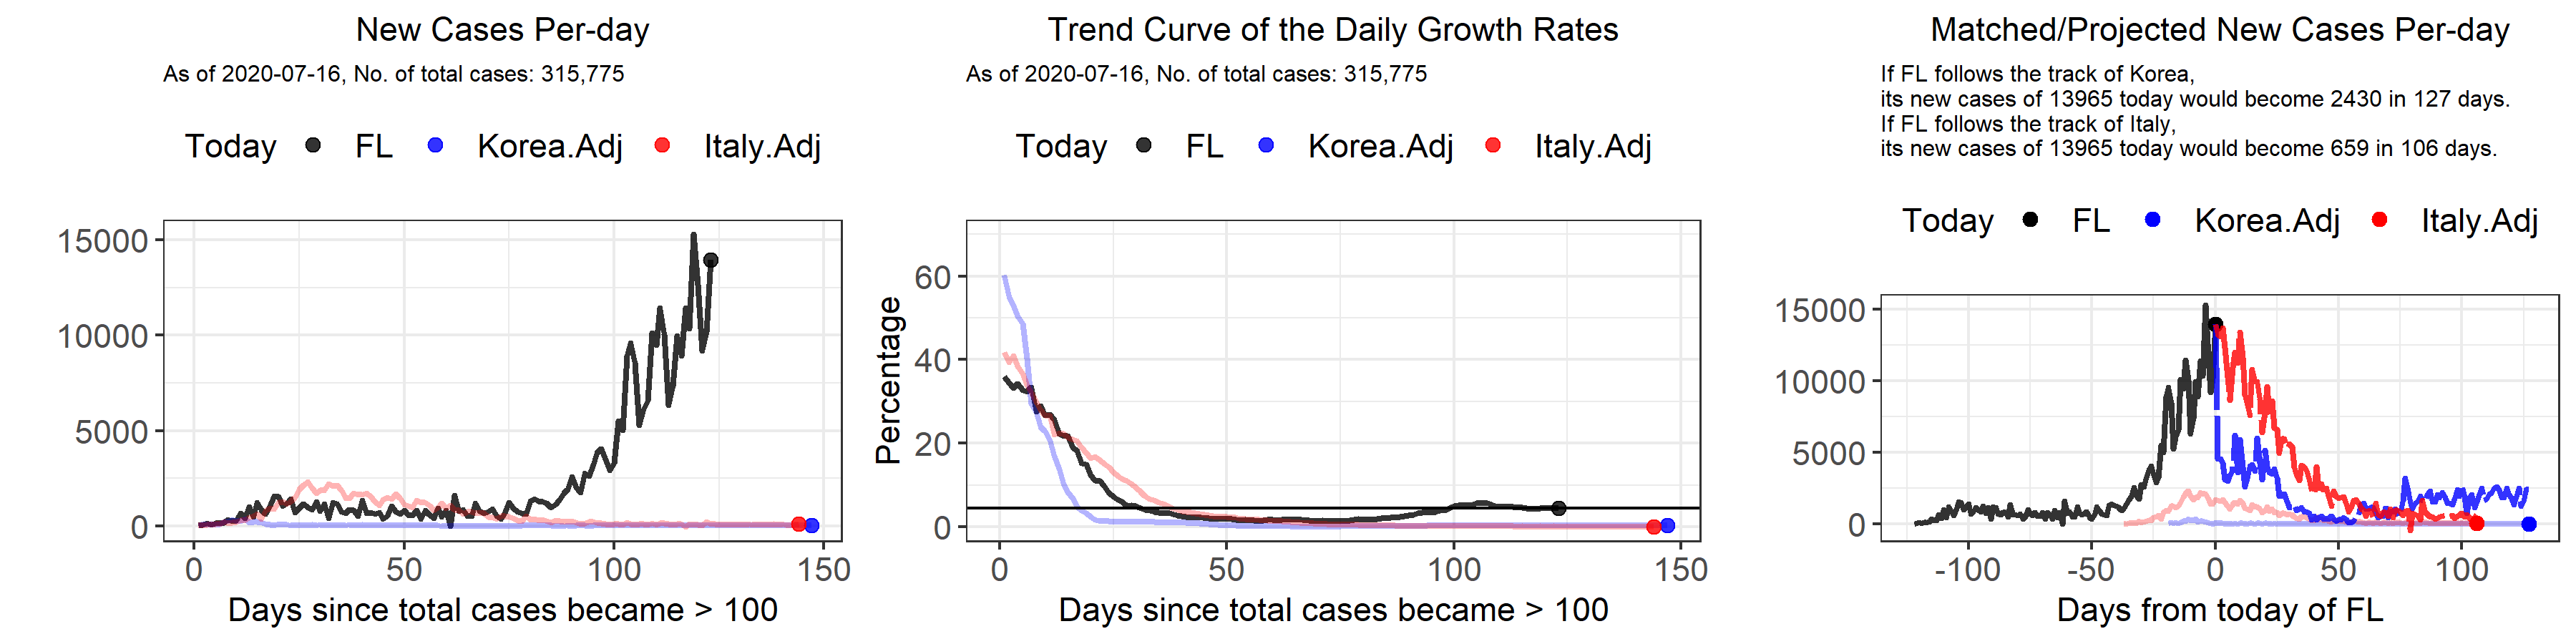 New Cases Per-day
As of 2020-07-16, No. of total cases: 315,775
Today FL Korea.Adj Italy.Adj
15000
10000
5000
0
0 50 100 150
Days since total cases became > 100
Trend Curve of the Daily Growth Rates
As of 2020-07-16, No. of total cases: 315,775
Today FL Korea.Adj Italy.Adj
Percentage
60
40
20
0
0 50 100 150
Days since total cases became > 100
Matched/Projected New Cases Per-day
If FL follows the track of Korea,
its new cases of 13965 today would become 2430 in 127 days.
If FL follows the track of Italy,
its new cases of 13965 today would become 659 in 106 days.
Today FL Korea.Adj Italy.Adj
15000
10000
5000
0
-100 -50 0 50 100
Days from today of FL